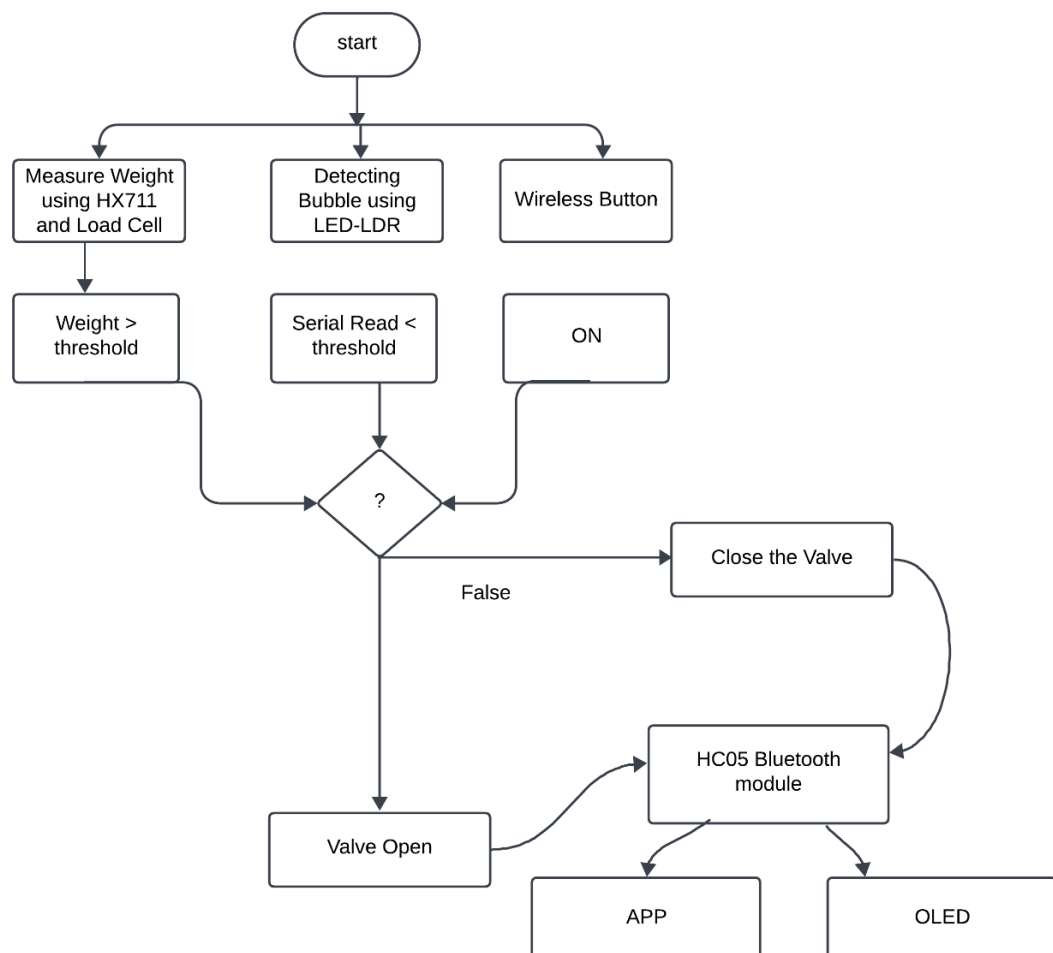 start
Measure Weight
using HX711
and Load Cell
Detecting
Bubble using
LED-LDR
Wireless Button
Weight >
threshold
Serial Read <
threshold
ON
?
Close the Valve
False
HC05 Bluetooth
module
Valve Open
APP
OLED